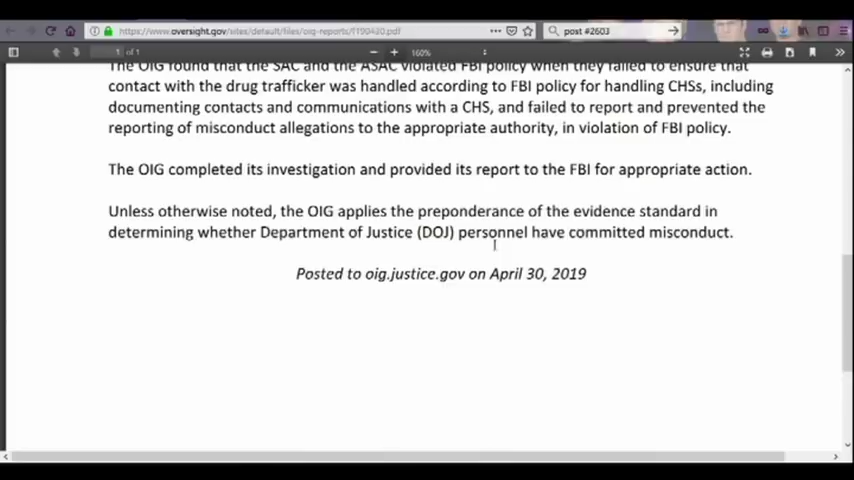 https://www.oversight.gov/sites/default/files/oig-reports/f190430.pdf
post #2603
1 of 1
160%
The OIG found that the SAC and the ASAC violated FBI policy when they failed to ensure that
contact with the drug trafficker was handled according to FBI policy for handling CHSs, including
documenting contacts and communications with a CHS, and failed to report and prevented the
reporting of misconduct allegations to the appropriate authority, in violation of FBI policy.
The OIG completed its investigation and provided its report to the FBI for appropriate action.
Unless otherwise noted, the OIG applies the preponderance of the evidence standard in
determining whether Department of Justice (DOJ) personnel have committed misconduct.
Posted to oig.justice.gov on April 30, 2019